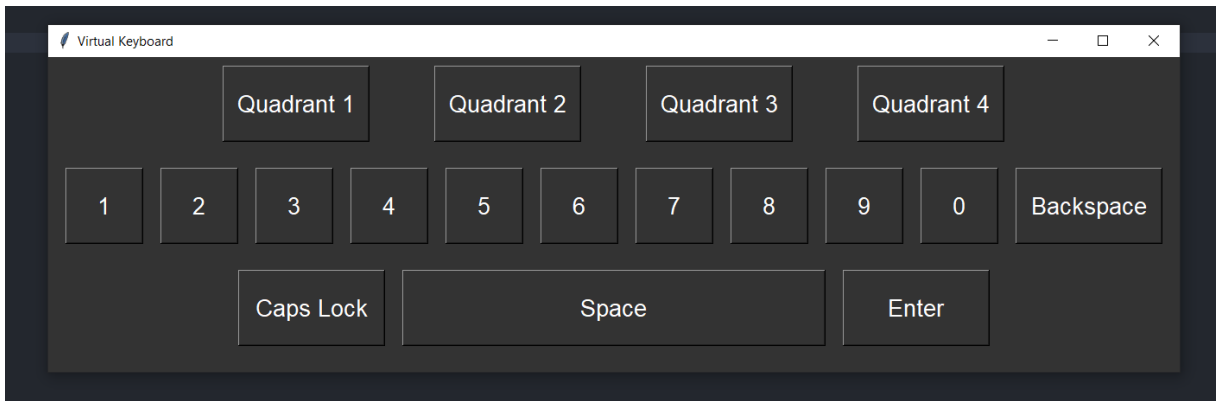 Virtual Keyboard
Quadrant 1 Quadrant 2 Quadrant 3 Quadrant 4
1 2 3 4 5 6 7 8 9 0 Backspace
Caps Lock Space Enter